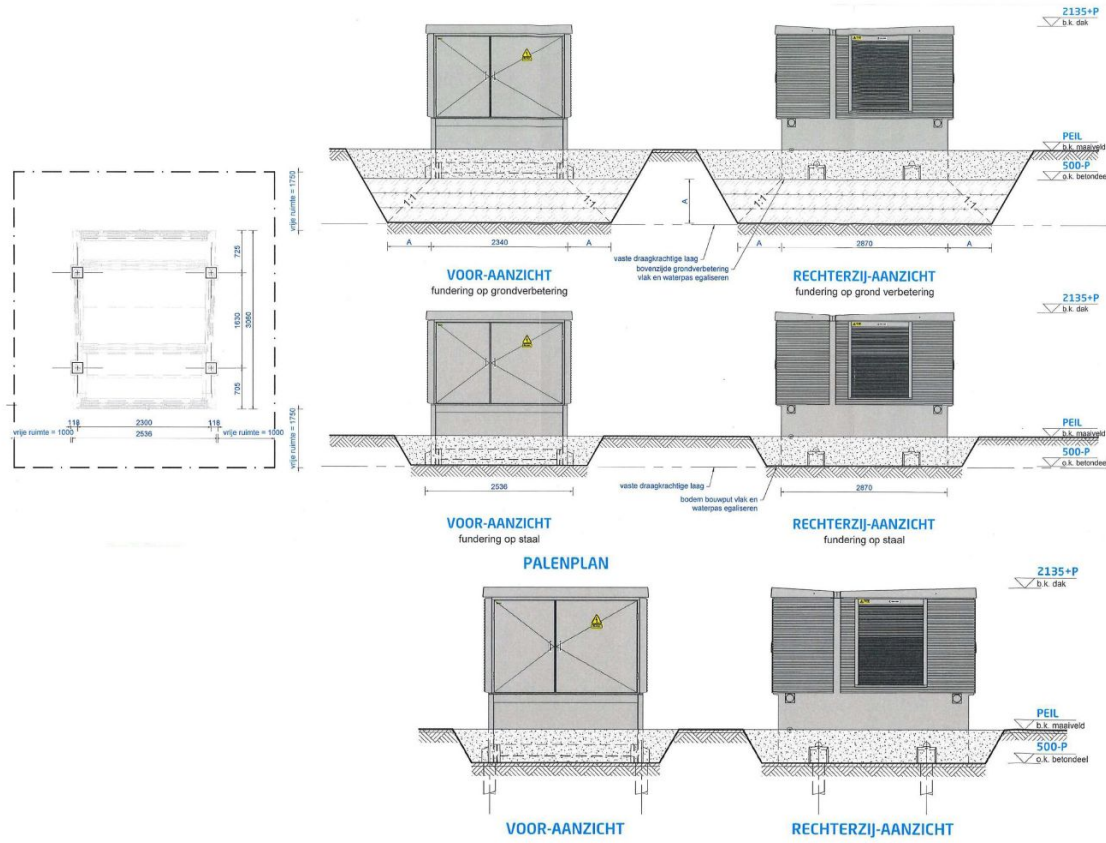 2135+P
b.k. dak
PEIL
b.k. maaiveld
500-P
o.k. betondeel
1:1
1:1
1:1
1:1
A
A
2340
A
A
2870
A
vaste draagkrachtige laag
bovenzijde grondverbetering
vlak en waterpas egaliseren
VOOR-AANZICHT
fundering op grondverbetering
RECHTERZIJ-AANZICHT
fundering op grond verbetering
vrije ruimte = 1750
725
1630
3060
705
118
2300
118
vrije ruimte = 1000
2536
vrije ruimte = 1000
vrije ruimte = 1750
2135+P
b.k. dak
PEIL
b.k. maaiveld
500-P
o.k. betondeel
2536
vaste draagkrachtige laag
bodem bouwput vlak en
waterpas egaliseren
2870
VOOR-AANZICHT
fundering op staal
RECHTERZIJ-AANZICHT
fundering op staal
PALENPLAN
2135+P
b.k. dak
PEIL
b.k. maaiveld
500-P
o.k. betondeel
VOOR-AANZICHT
RECHTERZIJ-AANZICHT